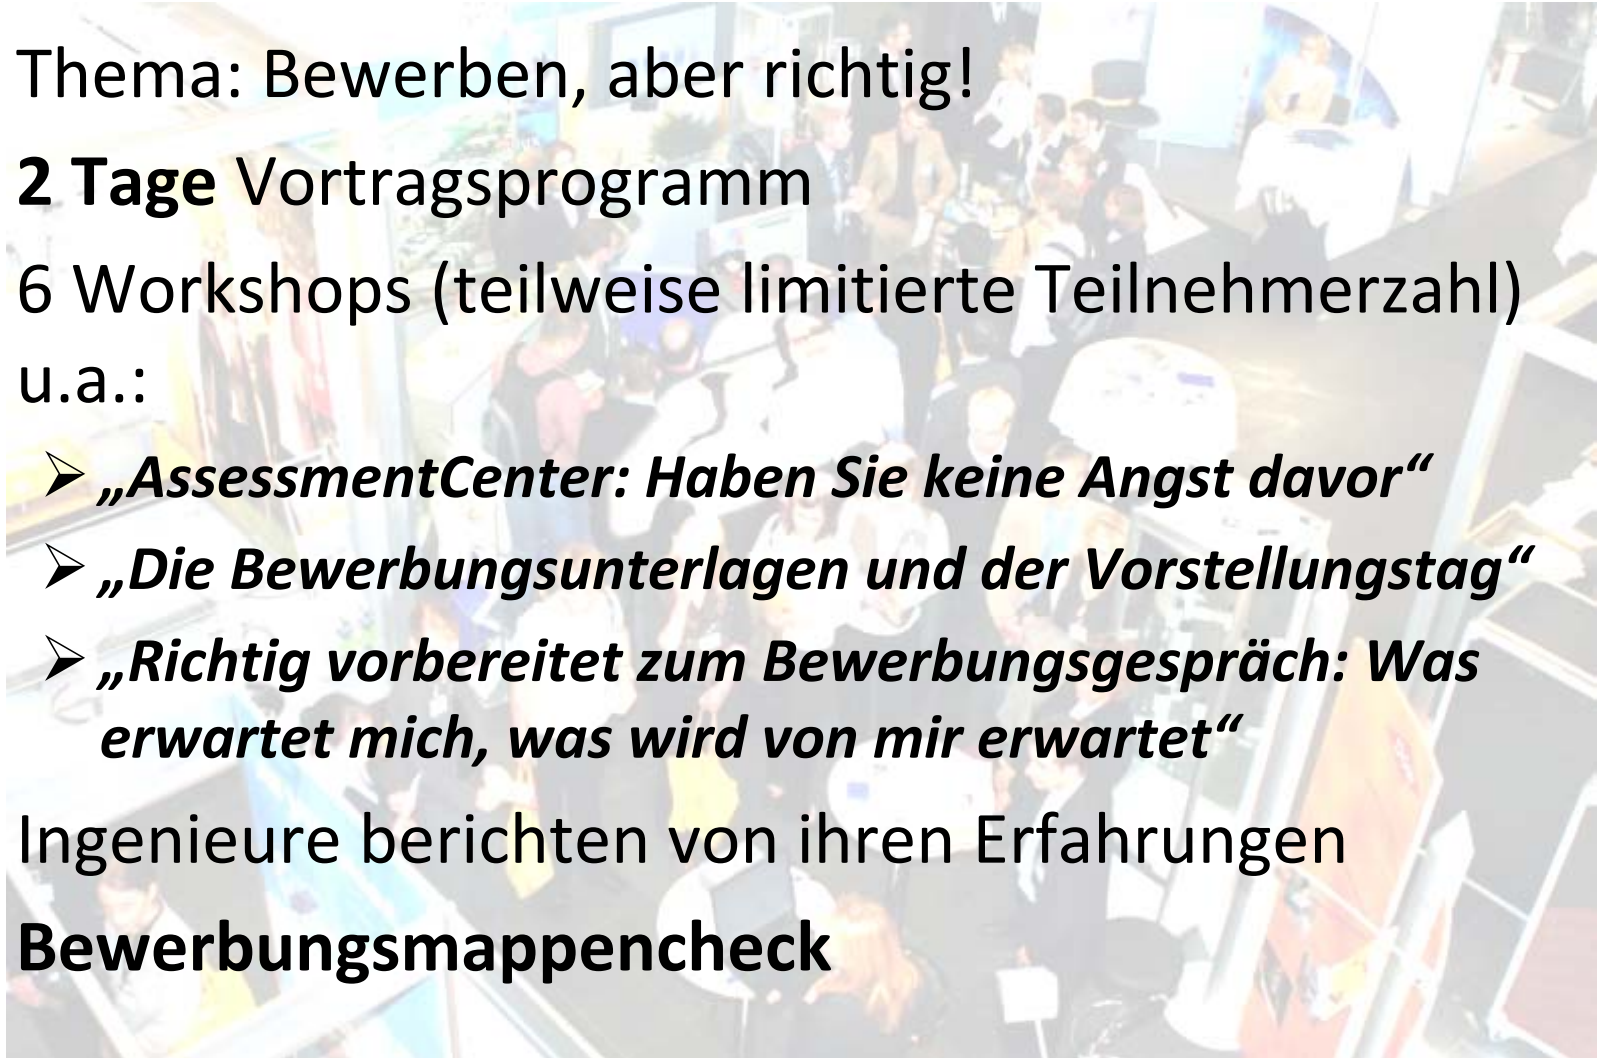 Thema: Bewerben, aber richtig!
2 Tage Vortragsprogramm
6 Workshops (teilweise limitierte Teilnehmerzahl)
u.a.:
➢ „AssessmentCenter: Haben Sie keine Angst davor“
➢ „Die Bewerbungsunterlagen und der Vorstellungstag“
➢ „Richtig vorbereitet zum Bewerbungsgespräch: Was
erwartet mich, was wird von mir erwartet“
Ingenieure berichten von ihren Erfahrungen
Bewerbungsmappencheck